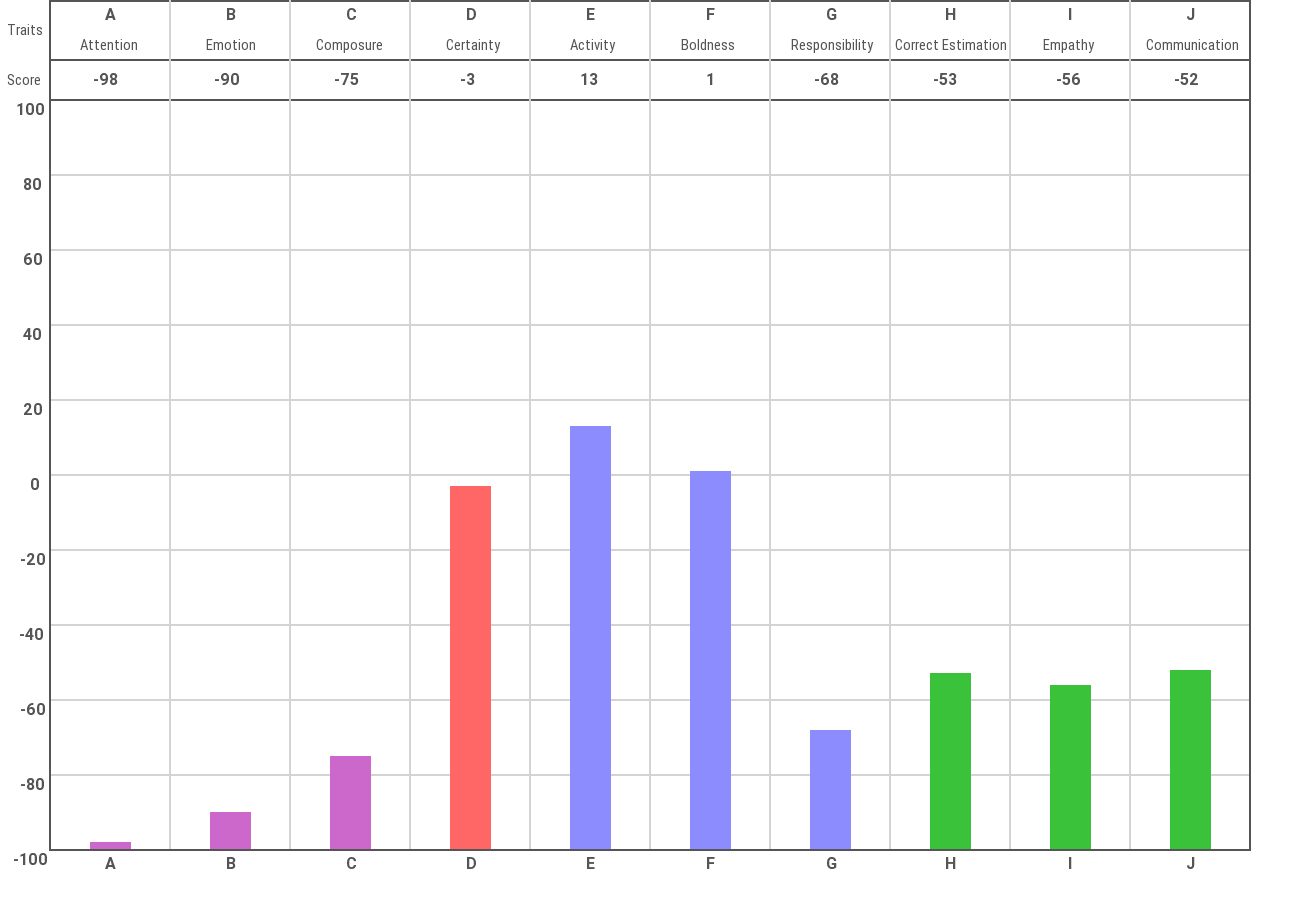 Traits A B C D E F G H I J
Attention Emotion Composure Certainty Activity Boldness Responsibility Correct Estimation Empathy Communication
Score -98 -90 -75 -3 13 1 -68 -53 -56 -52
100
80
60
40
20
0
-20
-40
-60
-80
-100
A B C D E F G H I J